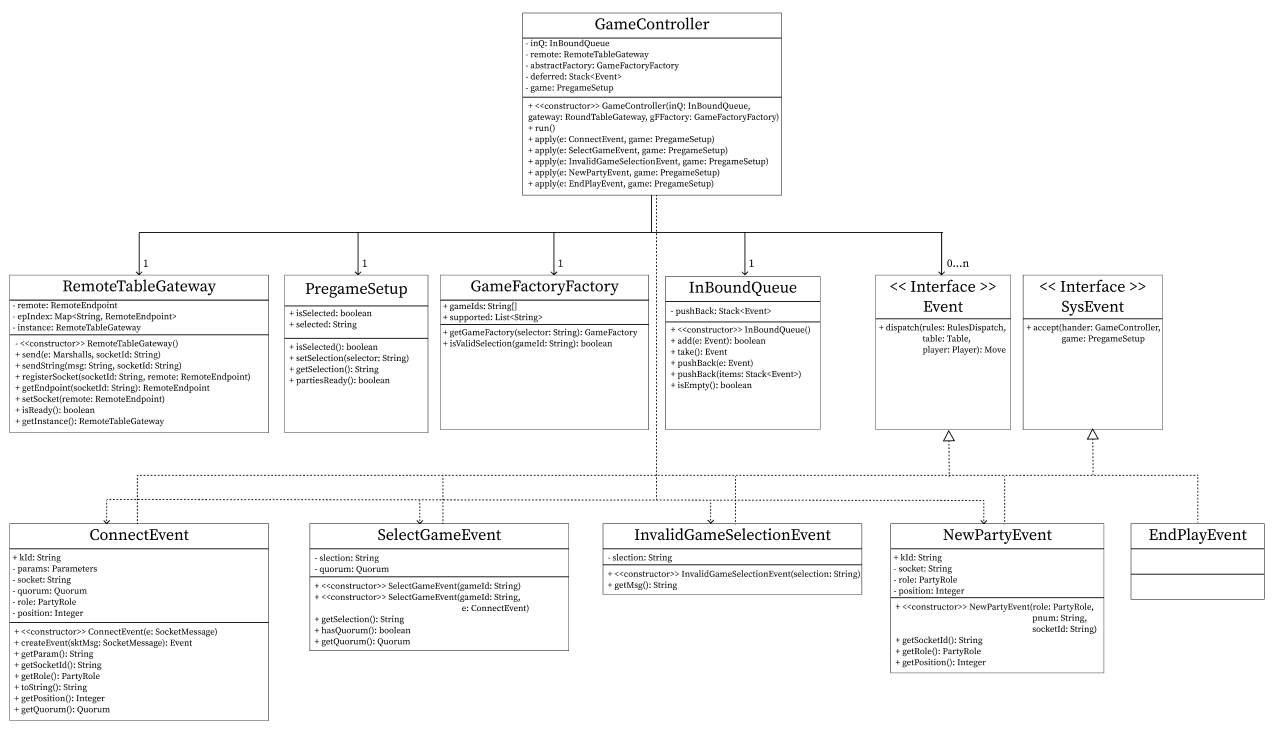 GameController
- inQ: InBoundQueue
- remote: RemoteTableGateway
- abstractFactory: GameFactoryFactory
- deferred: Stack<Event>
- game: PregameSetup
+ <<constructor>> GameController(inQ: InBoundQueue,
gateway: RoundTableGateway, gFFactory: GameFactoryFactory)
+ run()
+ apply(e: ConnectEvent, game: PregameSetup)
+ apply(e: SelectGameEvent, game: PregameSetup)
+ apply(e: InvalidGameSelectionEvent, game: PregameSetup)
+ apply(e: NewPartyEvent, game: PregameSetup)
+ apply(e: EndPlayEvent, game: PregameSetup)
1
1
1
1
0...n
RemoteTableGateway
- remote: RemoteEndpoint
- epIndex: Map<String, RemoteEndpoint>
- instance: RemoteTableGateway
- <<constructor>> RemoteTableGateway()
+ send(e: Marshalls, socketId: String)
+ sendString(msg: String, socketId: String)
+ registerSocket(socketId: String, remote: RemoteEndpoint)
+ getEndpoint(socketId: String): RemoteEndpoint
+ setSocket(remote: RemoteEndpoint)
+ isReady(): boolean
+ getInstance(): RemoteTableGateway
PregameSetup
+ isSelected: boolean
+ selected: String
+ isSelected(): boolean
+ setSelection(selector: String)
+ getSelection(): String
+ partiesReady(): boolean
GameFactoryFactory
+ gameIds: String[]
+ supported: List<String>
+ getGameFactory(selector: String): GameFactory
+ isValidSelection(gameId: String): boolean
InBoundQueue
- pushBack: Stack<Event>
+ <<constructor>> InBoundQueue()
+ add(e: Event): boolean
+ take(): Event
+ pushBack(e: Event)
+ pushBack(items: Stack<Event>)
+ isEmpty(): boolean
<< Interface >>
Event
+ dispatch(rules: RulesDispatch,
table: Table,
player: Player): Move
<< Interface >>
SysEvent
+ accept(hander: GameController,
game: PregameSetup
ConnectEvent
+ kId: String
- params: Parameters
- socket: String
- quorum: Quorum
- role: PartyRole
- position: Integer
+ <<constructor>> ConnectEvent(e: SocketMessage)
+ createEvent(sktMsg: SocketMessage): Event
+ getParam(): String
+ getSocketId(): String
+ getRole(): PartyRole
+ toString(): String
+ getPosition(): Integer
+ getQuorum(): Quorum
SelectGameEvent
- slection: String
- quorum: Quorum
+ <<constructor>> SelectGameEvent(gameId: String)
+ <<constructor>> SelectGameEvent(gameId: String,
e: ConnectEvent)
+ getSelection(): String
+ hasQuorum(): boolean
+ getQuorum(): Quorum
InvalidGameSelectionEvent
- slection: String
+ <<constructor>> InvalidGameSelectionEvent(selection: String)
+ getMsg(): String
NewPartyEvent
+ kId: String
- socket: String
- role: PartyRole
- position: Integer
+ <<constructor>> NewPartyEvent(role: PartyRole,
pnum: String,
socketId: String)
+ getSocketId(): String
+ getRole(): PartyRole
+ getPosition(): Integer
EndPlayEvent